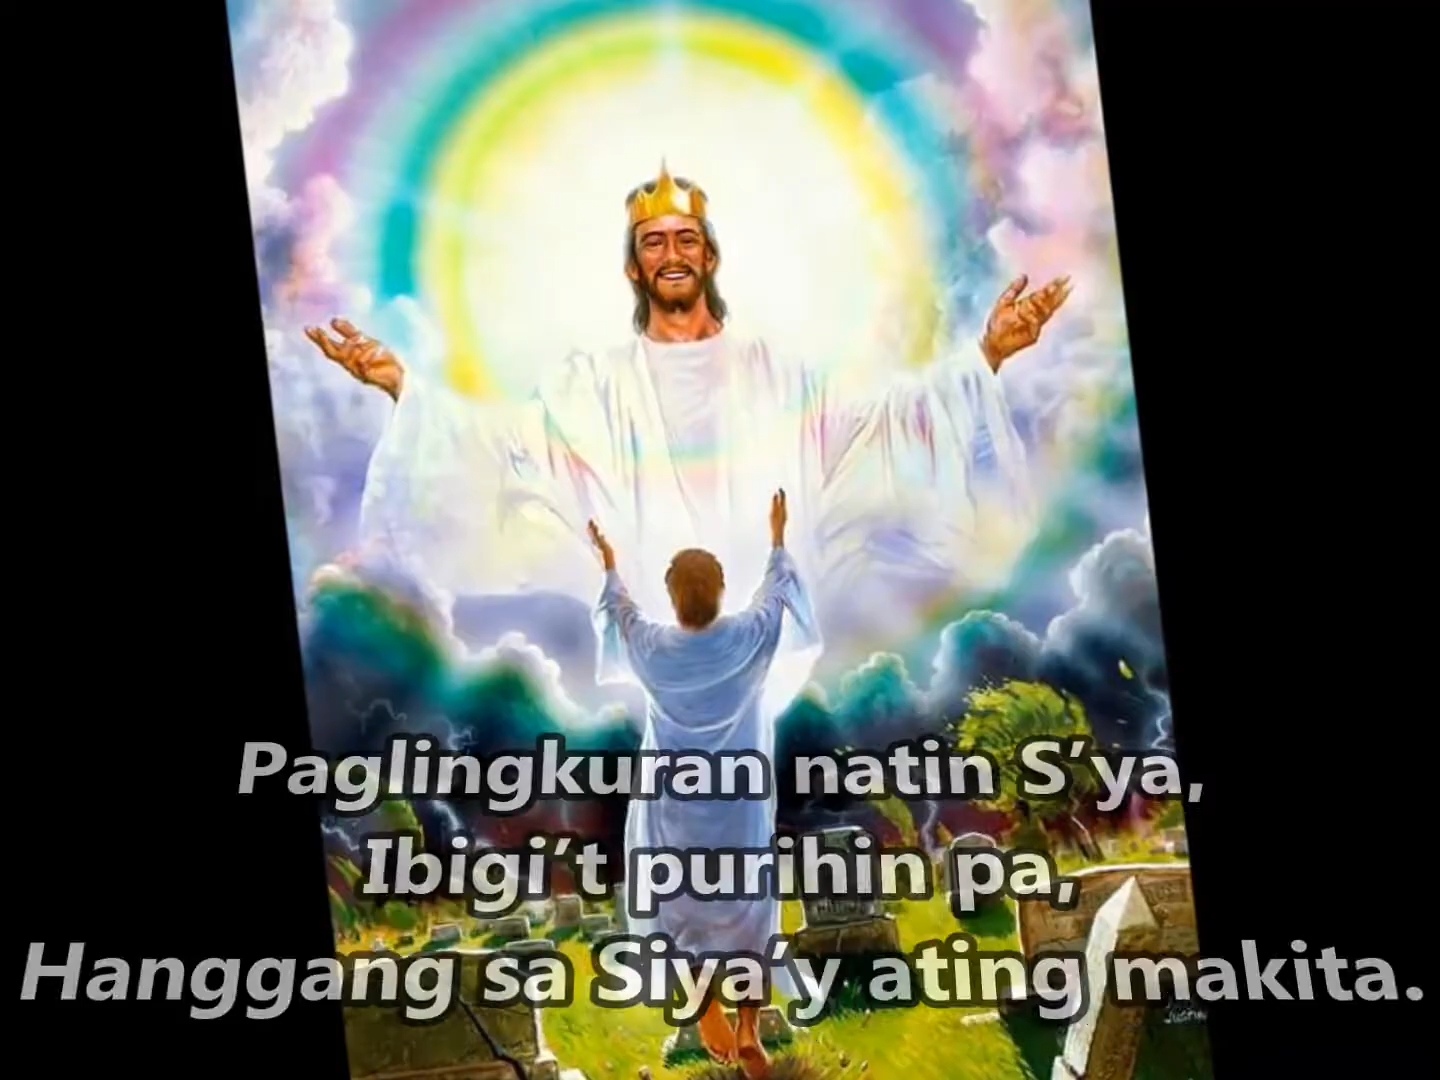 Paglingkuran natin S'ya,
Ibigi't purihin pa,
Hanggang sa Siya'y ating makita.